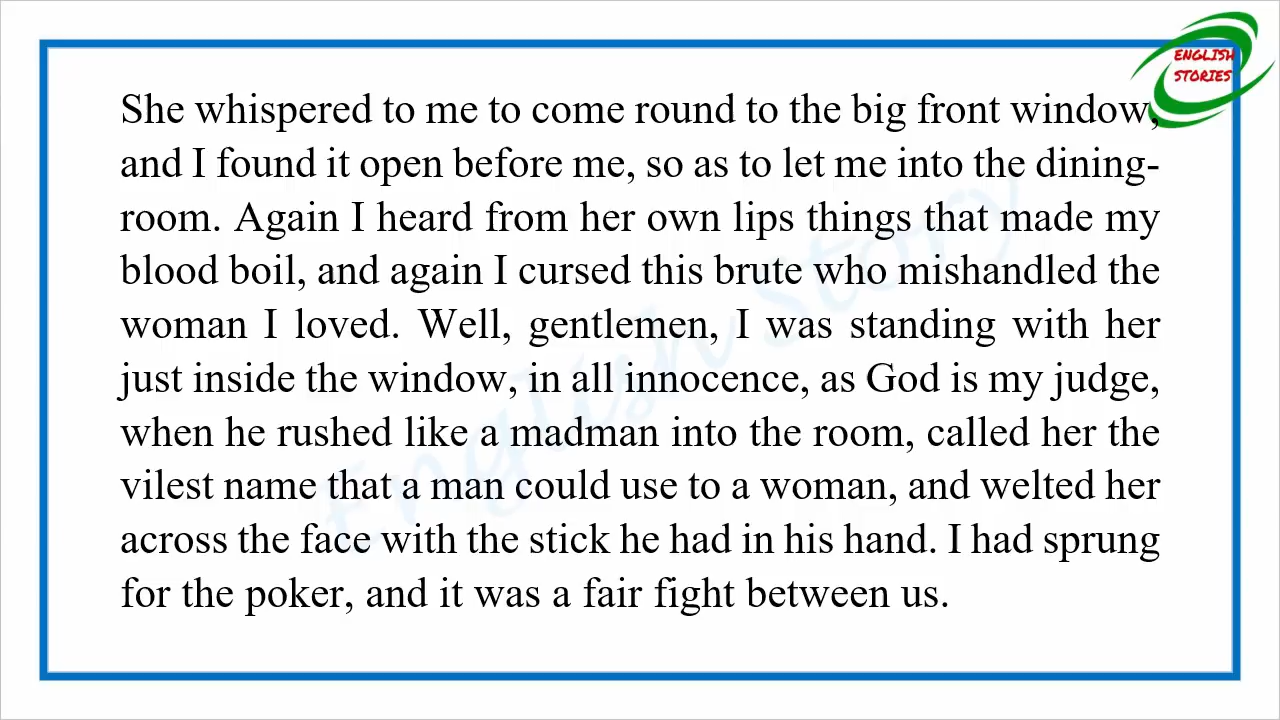 ENGLISH
STORIES
She whispered to me to come round to the big front window,
and I found it open before me, so as to let me into the dining-
room. Again I heard from her own lips things that made my
blood boil, and again I cursed this brute who mishandled the
woman I loved. Well, gentlemen, I was standing with her
just inside the window, in all innocence, as God is my judge,
when he rushed like a madman into the room, called her the
vilest name that a man could use to a woman, and welted her
across the face with the stick he had in his hand. I had sprung
for the poker, and it was a fair fight between us.
English Story